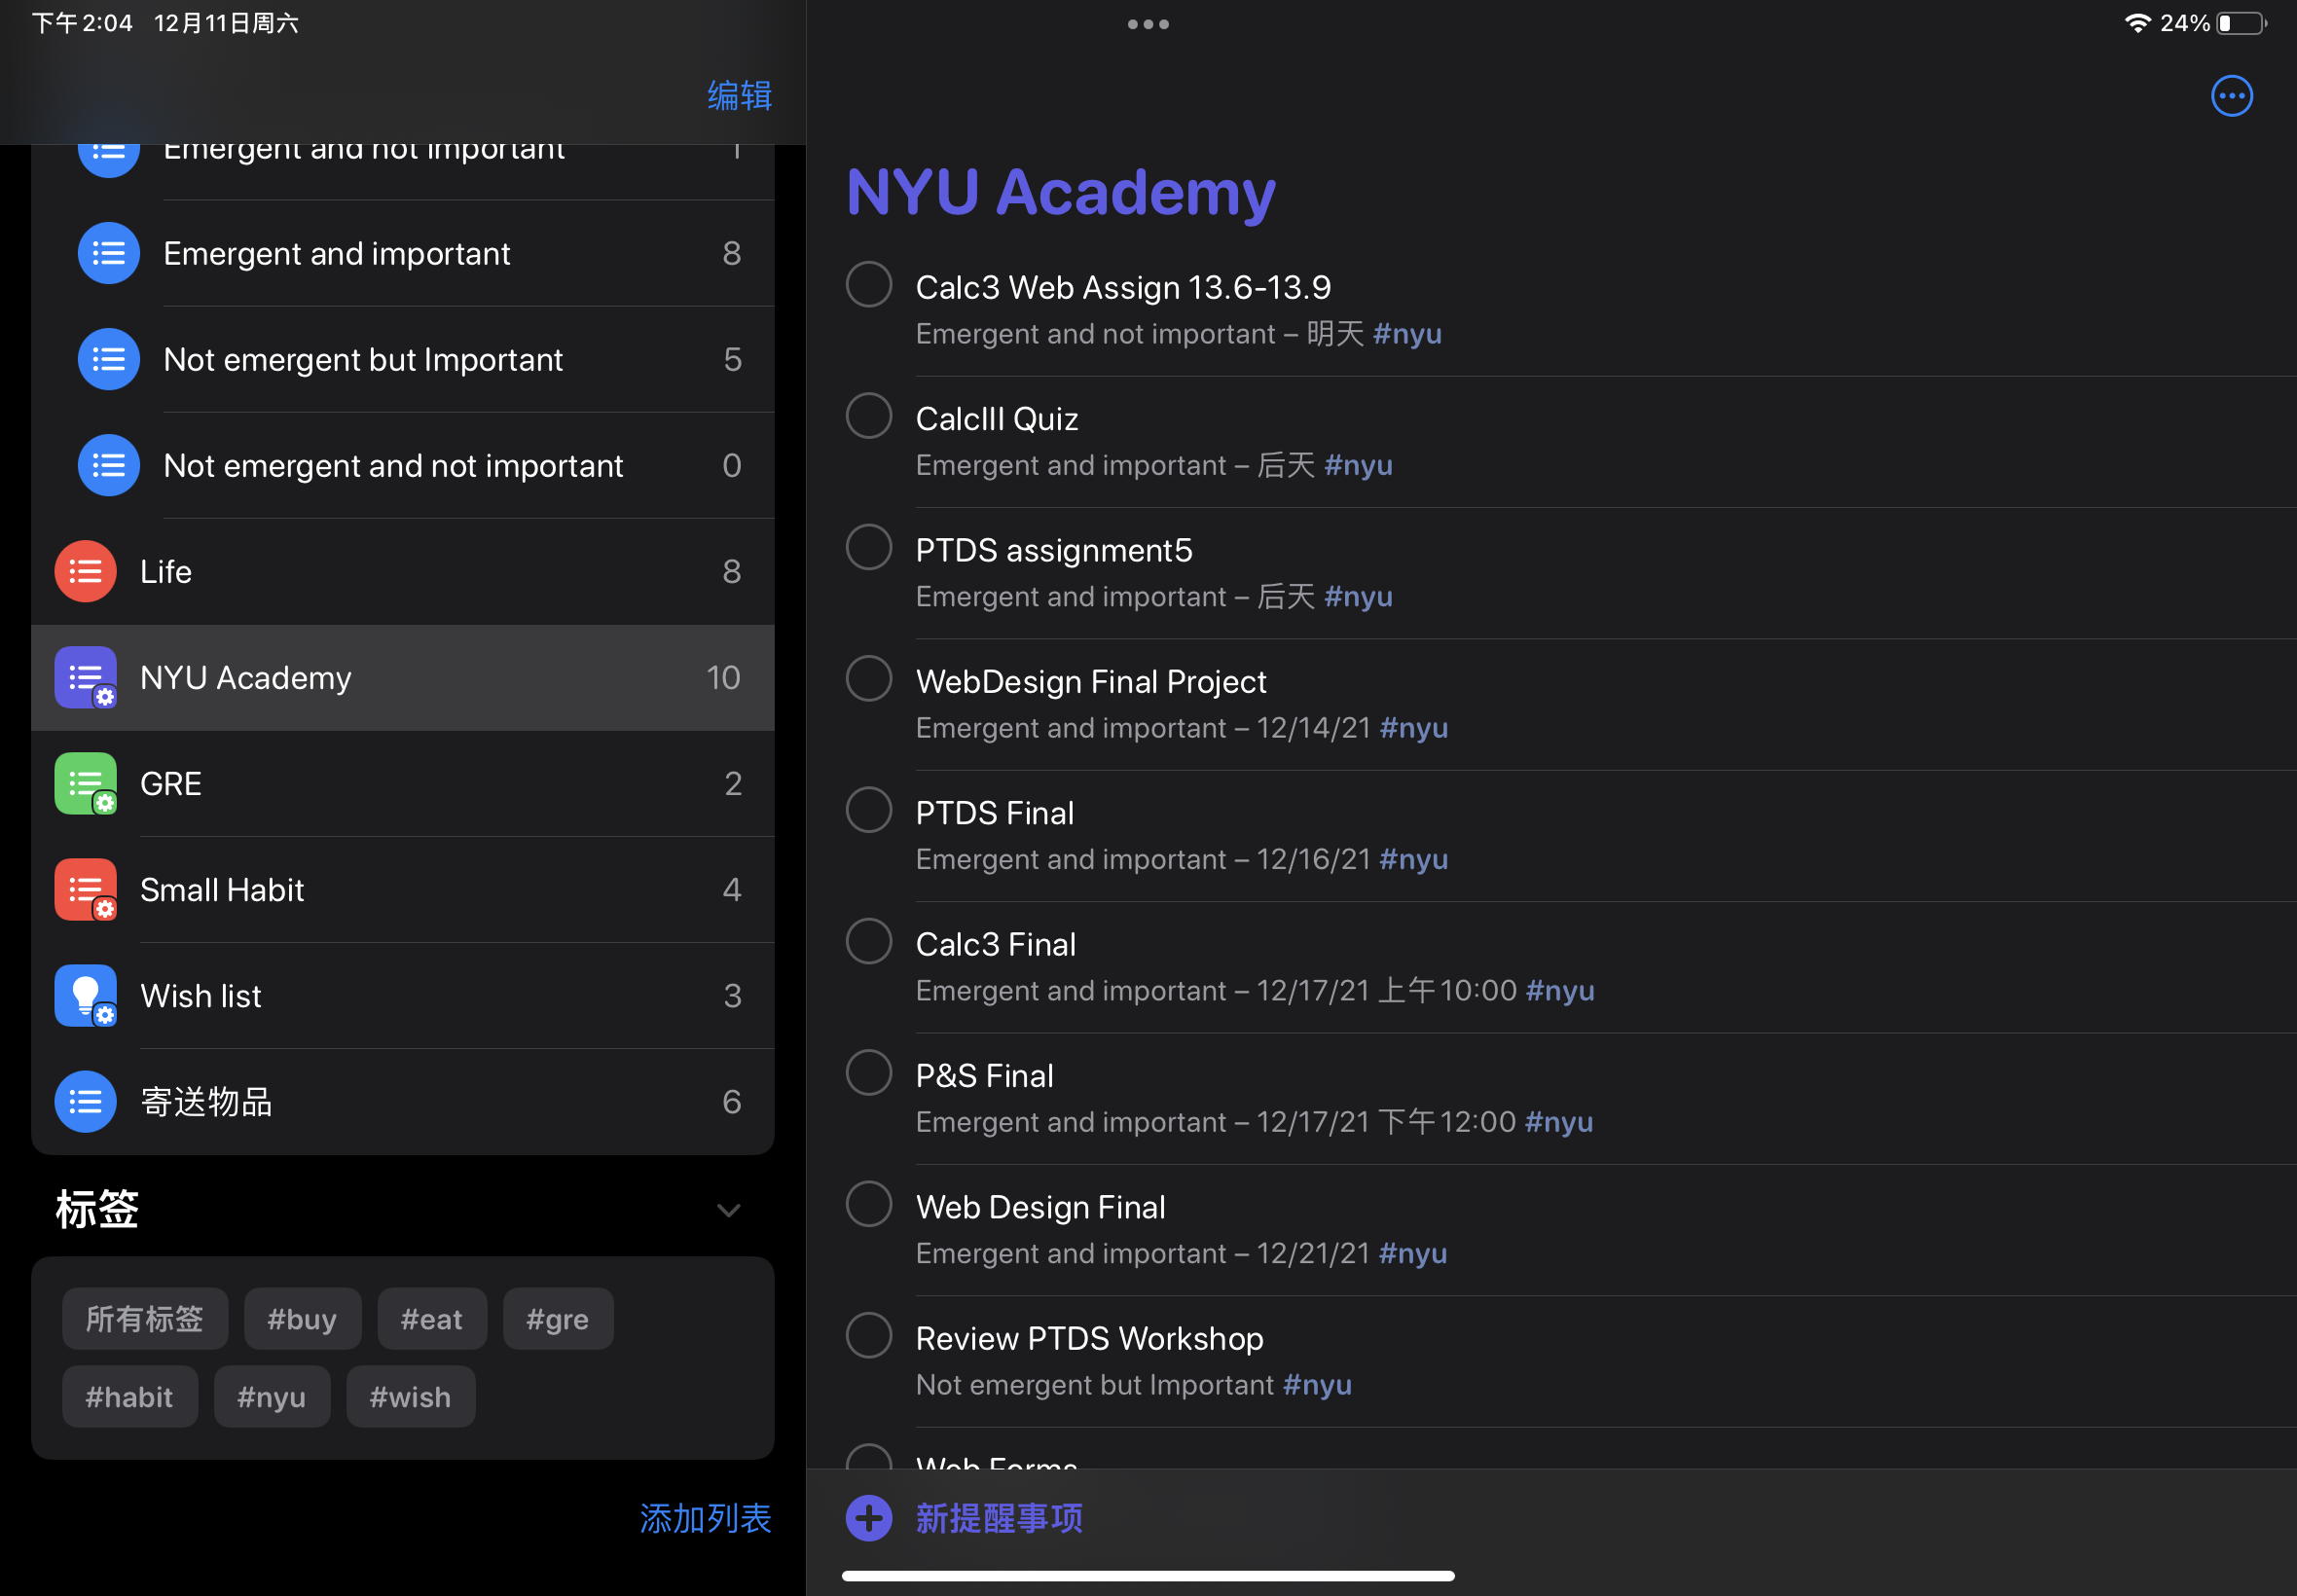 下午2:04 12月11日周六
24%
编辑
Emergent and not important 1
Emergent and important 8
Not emergent but Important 5
Not emergent and not important 0
Life 8
NYU Academy 10
GRE 2
Small Habit 4
Wish list 3
寄送物品 6
标签
所有标签 #buy #eat #gre
#habit #nyu #wish
添加列表
NYU Academy
Calc3 Web Assign 13.6-13.9
Emergent and not important – 明天 #nyu
CalcIII Quiz
Emergent and important – 后天 #nyu
PTDS assignment5
Emergent and important – 后天 #nyu
WebDesign Final Project
Emergent and important – 12/14/21 #nyu
PTDS Final
Emergent and important – 12/16/21 #nyu
Calc3 Final
Emergent and important – 12/17/21 上午10:00 #nyu
P&S Final
Emergent and important – 12/17/21 下午12:00 #nyu
Web Design Final
Emergent and important – 12/21/21 #nyu
Review PTDS Workshop
Not emergent but Important #nyu
Web Forms
新提醒事项